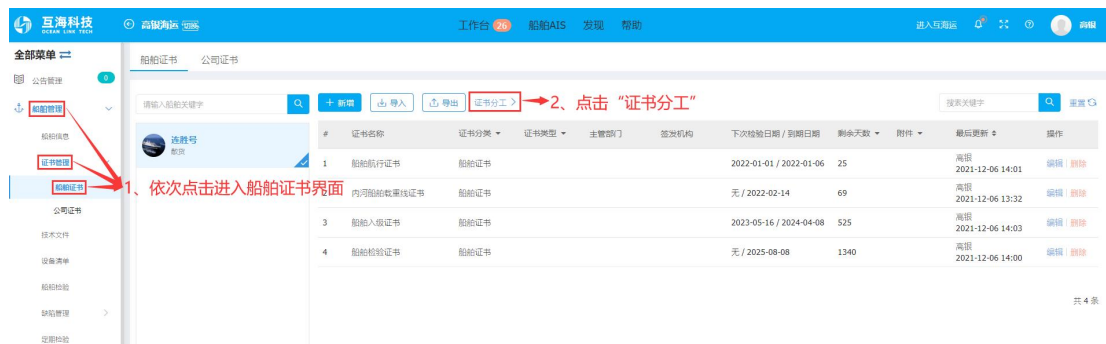 互海科技
OCEAN LINK TECH
高银海运 切换
工作台 26 船舶AIS 发现 帮助
进入互海运
高银
全部菜单
公告管理 0
船舶管理
船舶信息
证书管理
船舶证书
公司证书
技术文件
设备清单
船舶检验
缺陷管理
定期检验
船舶证书 公司证书
请输入船舶关键字
连胜号
散货
1、依次点击进入船舶证书界面
+ 新增 导入 导出 证书分工 >
2、点击“证书分工”
搜索关键字 重置
# 证书名称 证书分类 证书类型 主管部门 签发机构 下次检验日期 / 到期日期 剩余天数 附件 最后更新 操作
1 船舶航行证书 船舶证书 2022-01-01 / 2022-01-06 25 高银 2021-12-06 14:01 编辑 | 删除
内河船舶载重线证书 船舶证书 无 / 2022-02-14 69 高银 2021-12-06 13:32 编辑 | 删除
3 船舶入级证书 船舶证书 2023-05-16 / 2024-04-08 525 高银 2021-12-06 14:03 编辑 | 删除
4 船舶检验证书 船舶证书 无 / 2025-08-08 1340 高银 2021-12-06 14:00 编辑 | 删除
共 4 条